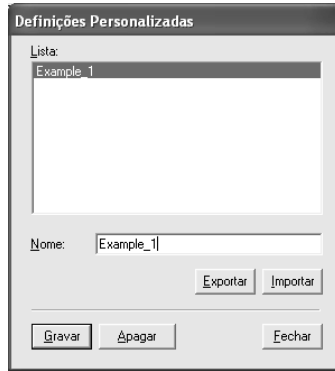 Definições Personalizadas
Lista:
Example_1
Nome: Example_1
Exportar Importar
Gravar Apagar Fechar